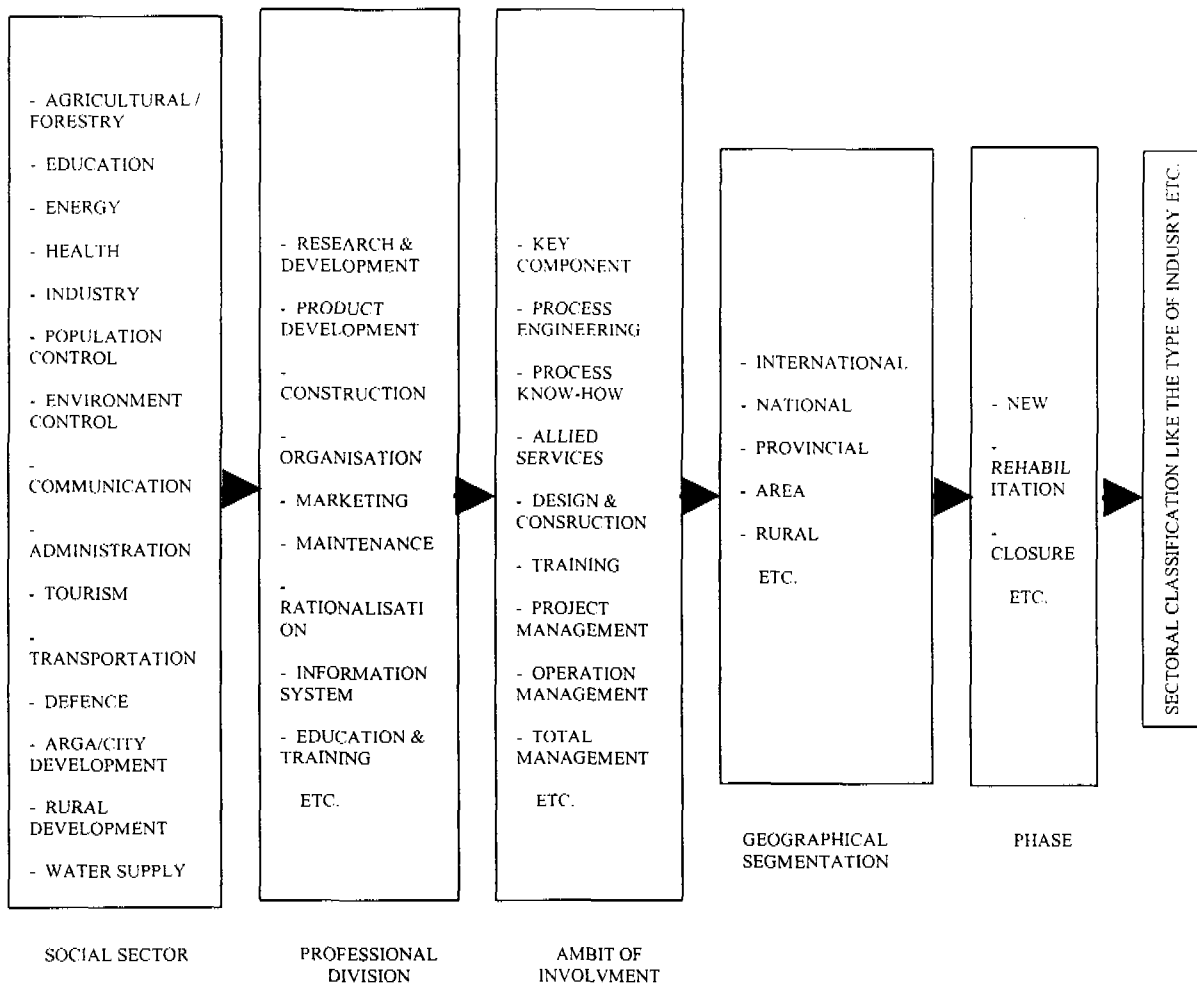 - AGRICULTURAL /
FORESTRY
- EDUCATION
- ENERGY
- HEALTH
- INDUSTRY
- POPULATION
CONTROL
- ENVIRONMENT
CONTROL
-
COMMUNICATION
-
ADMINISTRATION
- TOURISM
-
TRANSPORTATION
- DEFENCE
- ARGA/CITY
DEVELOPMENT
- RURAL
DEVELOPMENT
- WATER SUPPLY
SOCIAL SECTOR
- RESEARCH &
DEVELOPMENT
- PRODUCT
DEVELOPMENT
-
CONSTRUCTION
-
ORGANISATION
- MARKETING
- MAINTENANCE
-
RATIONALISATI
ON
- INFORMATION
SYSTEM
- EDUCATION &
TRAINING
ETC.
PROFESSIONAL
DIVISION
- KEY
COMPONENT
- PROCESS
ENGINEERING
- PROCESS
KNOW-HOW
- ALLIED
SERVICES
- DESIGN &
CONSRUCTION
- TRAINING
- PROJECT
MANAGEMENT
- OPERATION
MANAGEMENT
- TOTAL
MANAGEMENT
ETC.
AMBIT OF
INVOLVMENT
- INTERNATIONAL
- NATIONAL
- PROVINCIAL
- AREA
- RURAL
ETC.
GEOGRAPHICAL
SEGMENTATION
- NEW
-
REHABIL
ITATION
-
CLOSURE
ETC.
PHASE
SECTORAL CLASSIFICATION LIKE THE TYPE OF INDUSRY ETC.